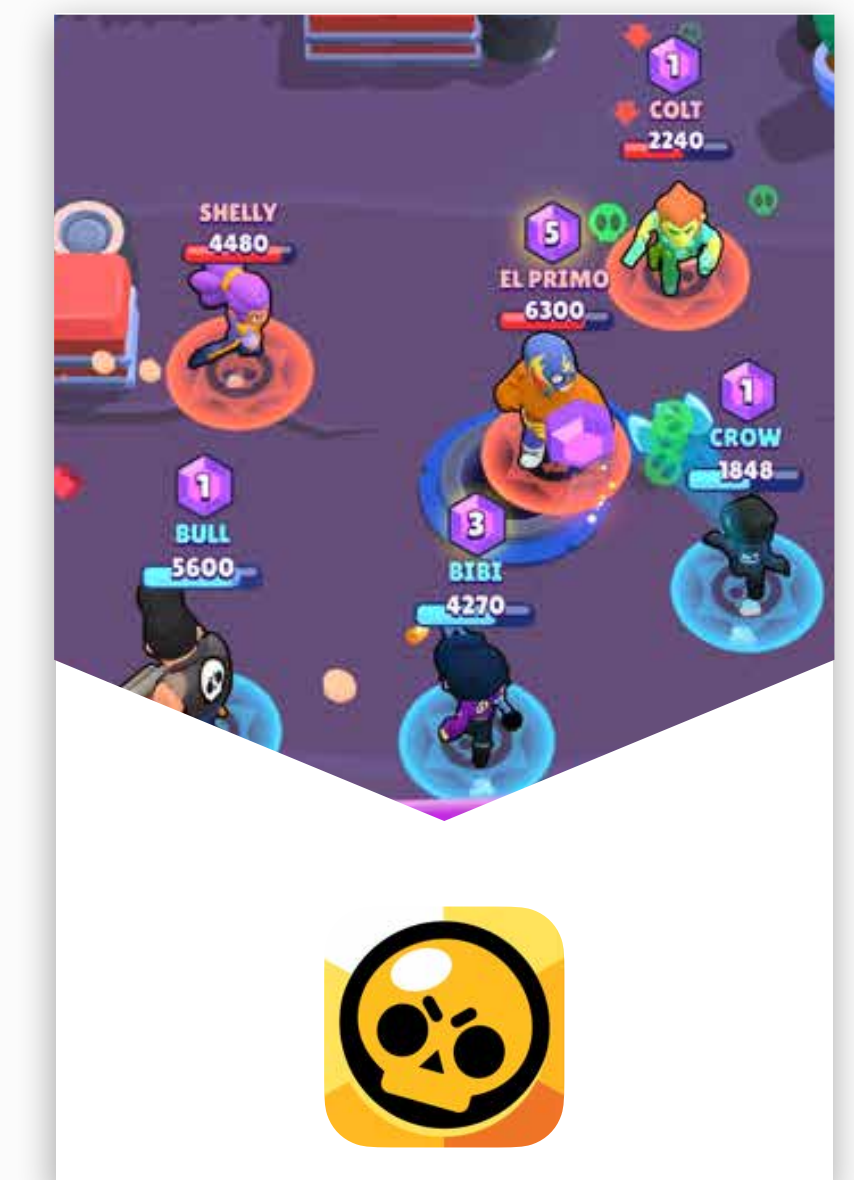 1
COLT
2240
SHELLY
4480
5
EL PRIMO
6300
1
CROW
1848
1
BULL
5600
3
BIBI
4270